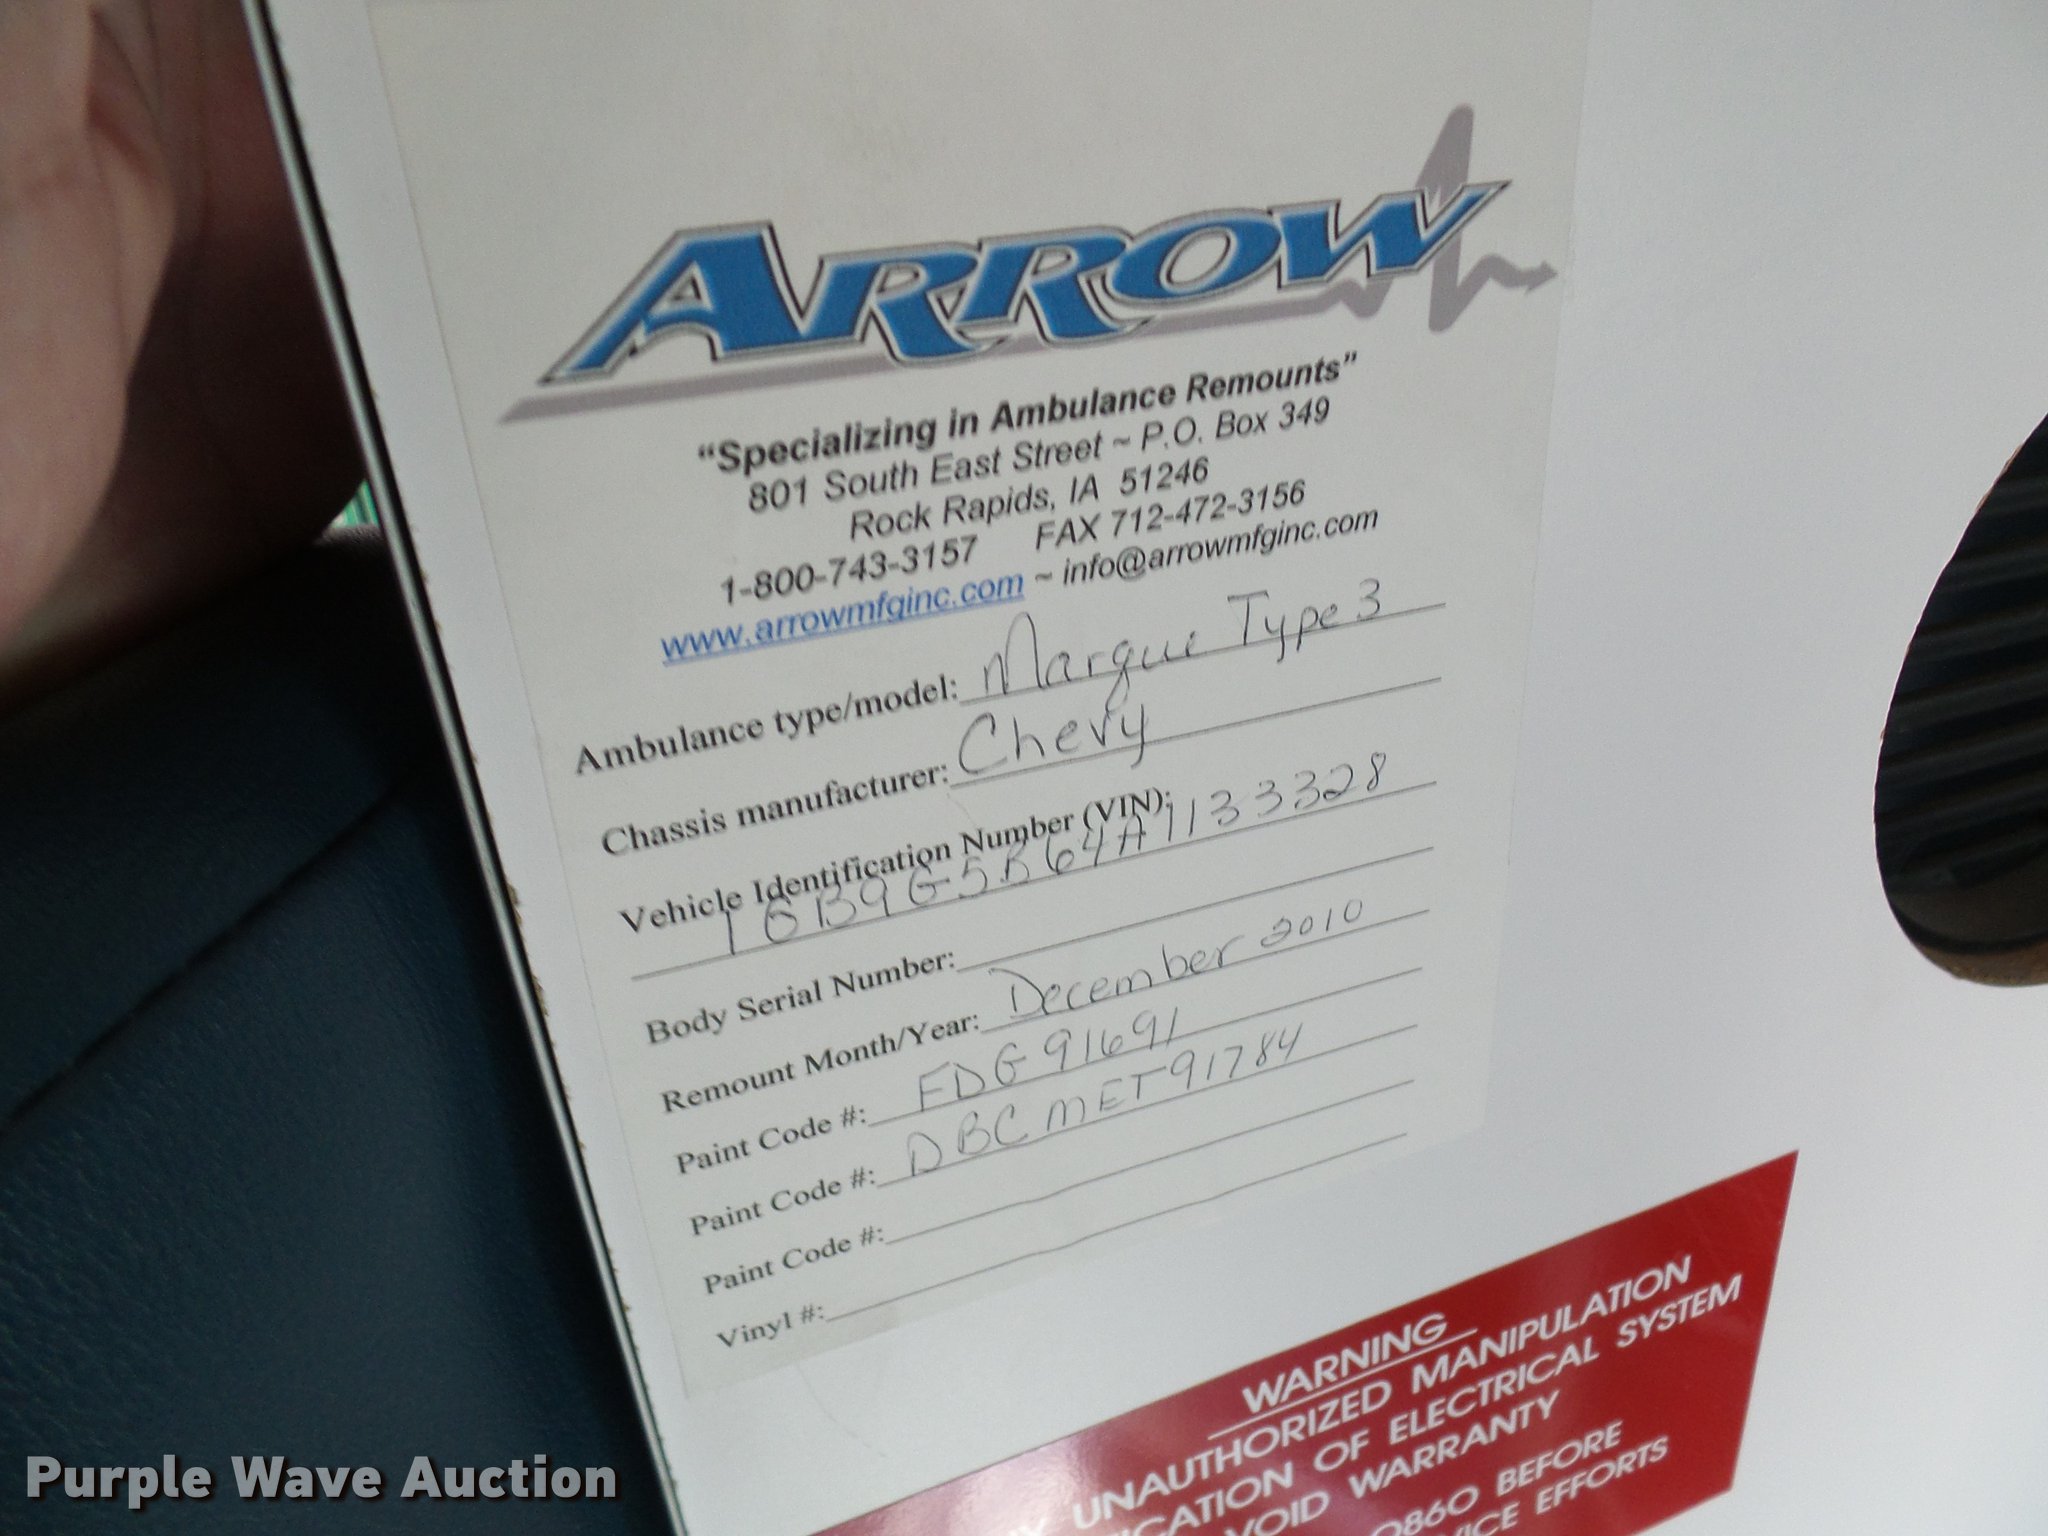 ARROW
"Specializing in Ambulance Remounts"
801 South East Street ~ P.O. Box 349
Rock Rapids, IA 51246
1-800-743-3157 FAX 712-472-3156
www.arrowmfginc.com ~ info@arrowmfginc.com
Ambulance type/model: Marque Type 3
Chassis manufacturer: Chevy
Vehicle Identification Number (VIN):
1GB9G5B64A1133328
Body Serial Number:
Remount Month/Year: December 2010
Paint Code #: FDG91691
Paint Code #: DBC MET 91784
Paint Code #:
Vinyl #:
WARNING
UNAUTHORIZED MANIPULATION
OF ELECTRICAL SYSTEM
VOID WARRANTY
BEFORE
EFFORTS
Purple Wave Auction